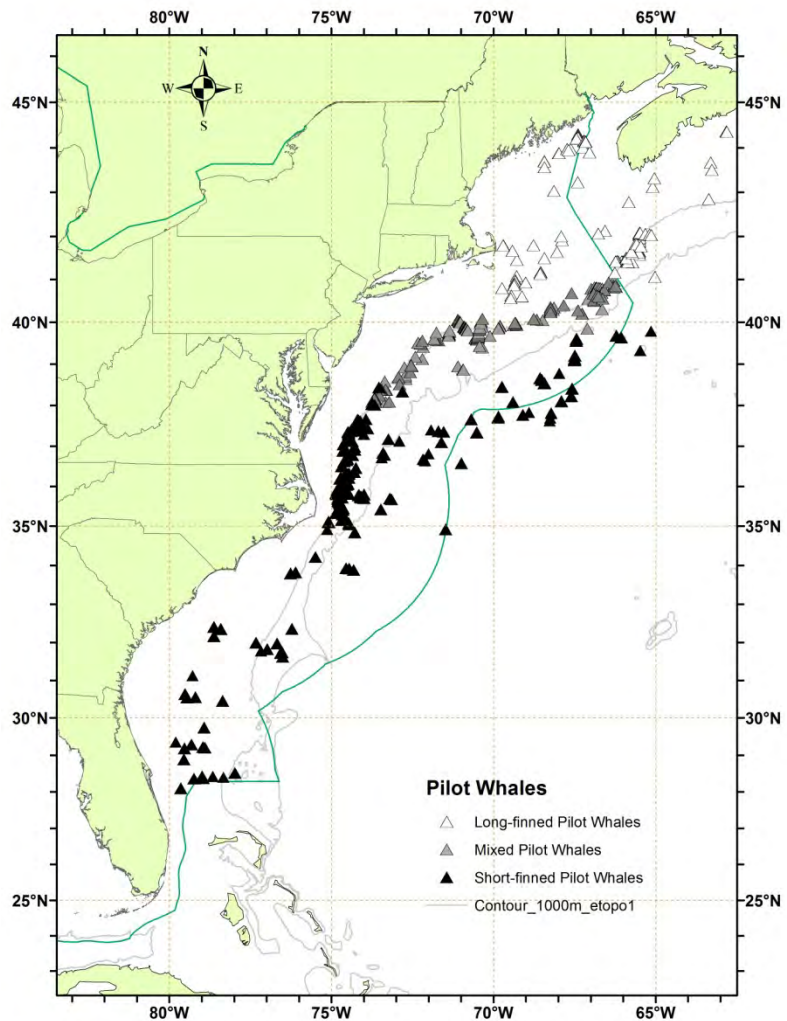 80°W 75°W 70°W 65°W
N
W E
S
45°N 45°N
40°N 40°N
35°N 35°N
30°N 30°N
25°N 25°N
Pilot Whales
Long-finned Pilot Whales
Mixed Pilot Whales
Short-finned Pilot Whales
Contour_1000m_etopo1
80°W 75°W 70°W 65°W